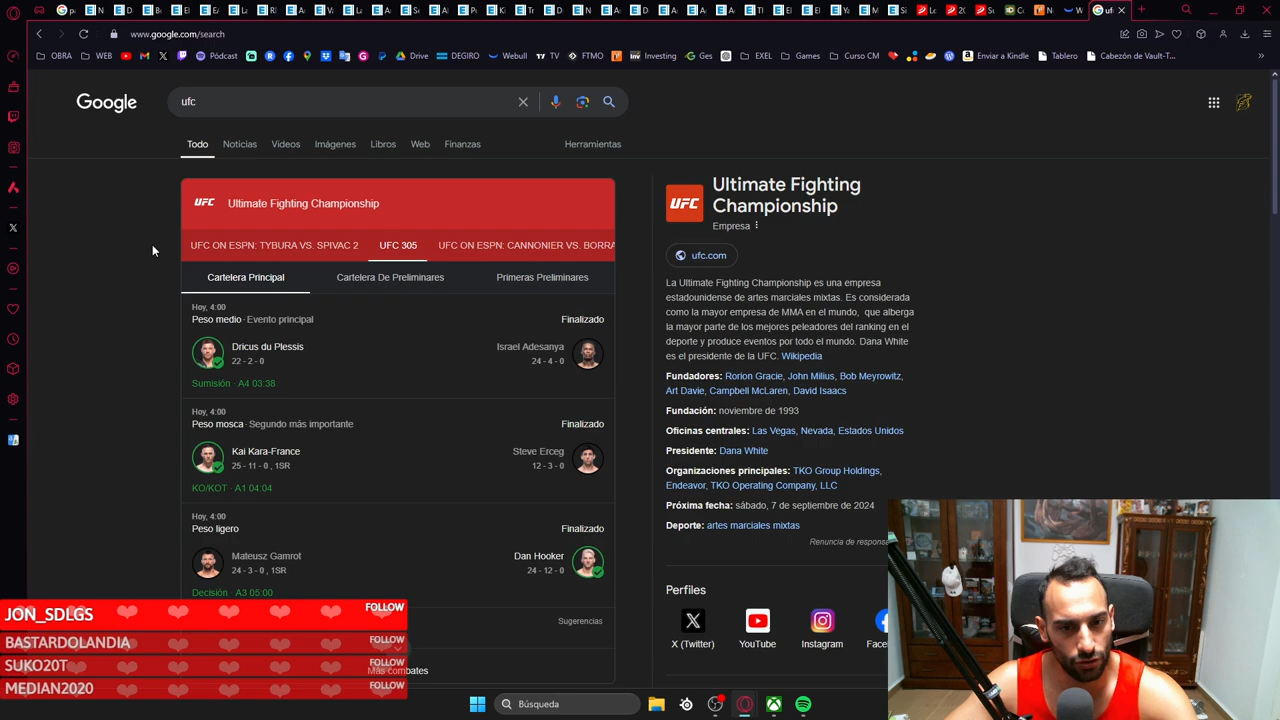 www.google.com/search
OBRA
WEB
Pódcast
Drive
DEGIRO
Webull
TV
FTMO
Investing
Ges
EXEL
Games
Curso CM
Enviar a Kindle
Tablero
Cabezón de Vault-T...
Google
ufc
Todo
Noticias
Videos
Imágenes
Libros
Web
Finanzas
Herramientas
UFC
Ultimate Fighting Championship
UFC ON ESPN: TYBURA VS. SPIVAC 2
UFC 305
UFC ON ESPN: CANNONIER VS. BORRA
Cartelera Principal
Cartelera De Preliminares
Primeras Preliminares
Hoy, 4:00
Peso medio · Evento principal
Finalizado
Dricus du Plessis
22 - 2 - 0
Israel Adesanya
24 - 4 - 0
Sumisión · A4 03:38
Hoy, 4:00
Peso mosca · Segundo más importante
Finalizado
Kai Kara-France
25 - 11 - 0 , 1SR
Steve Erceg
12 - 3 - 0
KO/KOT · A1 04:04
Hoy, 4:00
Peso ligero
Finalizado
Mateusz Gamrot
24 - 3 - 0 , 1SR
Dan Hooker
24 - 12 - 0
Decisión · A3 05:00
Sugerencias
Más combates
UFC
Ultimate Fighting
Championship
Empresa
ufc.com
La Ultimate Fighting Championship es una empresa
estadounidense de artes marciales mixtas. Es considerada
como la mayor empresa de MMA en el mundo, que alberga
la mayor parte de los mejores peleadores del ranking en el
deporte y produce eventos por todo el mundo. Dana White
es el presidente de la UFC. Wikipedia
Fundadores: Rorion Gracie, John Milius, Bob Meyrowitz,
Art Davie, Campbell McLaren, David Isaacs
Fundación: noviembre de 1993
Oficinas centrales: Las Vegas, Nevada, Estados Unidos
Presidente: Dana White
Organizaciones principales: TKO Group Holdings,
Endeavor, TKO Operating Company, LLC
Próxima fecha: sábado, 7 de septiembre de 2024
Deporte: artes marciales mixtas
Renuncia de response
Perfiles
X (Twitter)
YouTube
Instagram
Face
JON_SDLGS
FOLLOW
BASTARDOLANDIA
FOLLOW
SUKO20T
FOLLOW
MEDIAN2020
FOLLOW
Búsqueda